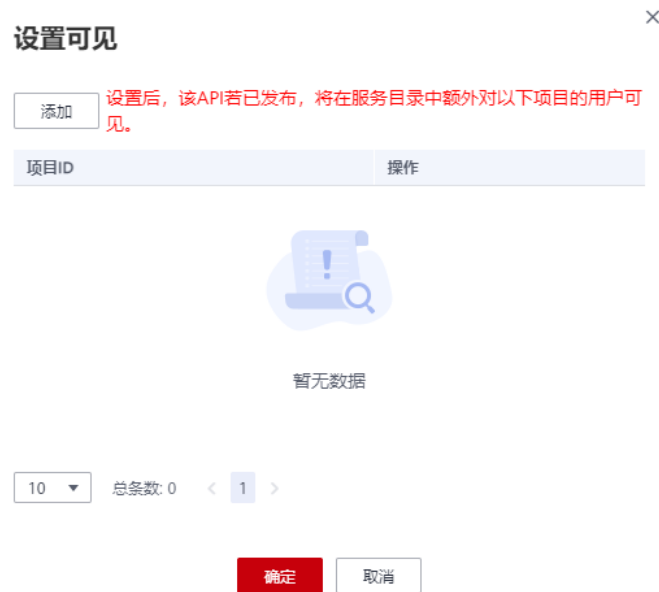 设置可见
添加
设置后，该API若已发布，将在服务目录中额外对以下项目的用户可
见。
项目ID 操作
暂无数据
10 总条数: 0 1
确定 取消